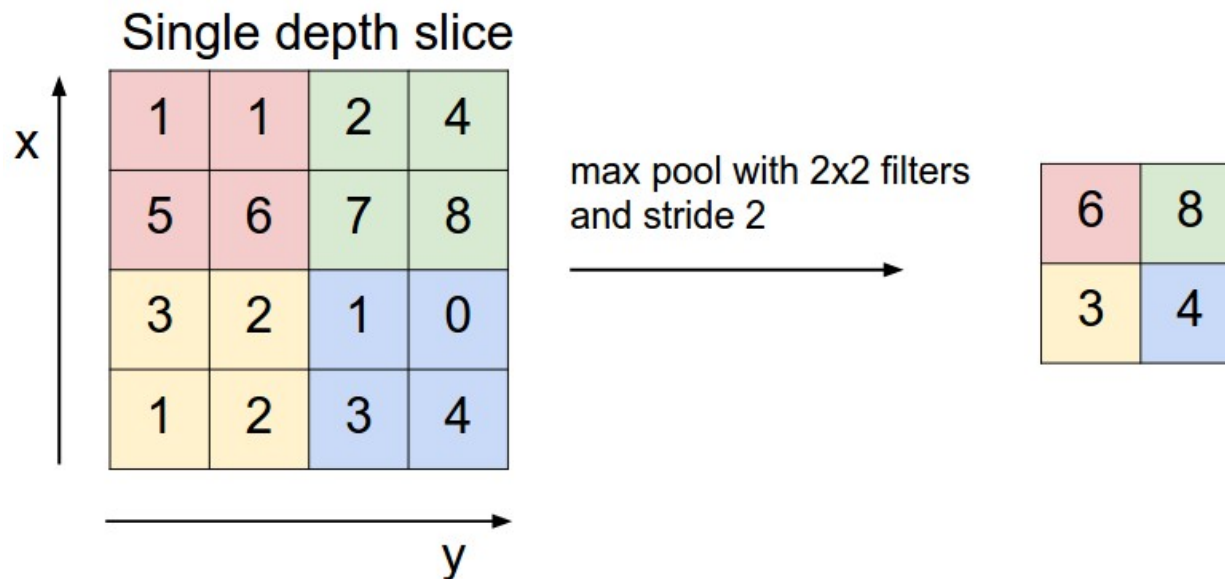 Single depth slice
x
1 1 2 4
5 6 7 8
3 2 1 0
1 2 3 4
y
max pool with 2x2 filters
and stride 2
6 8
3 4